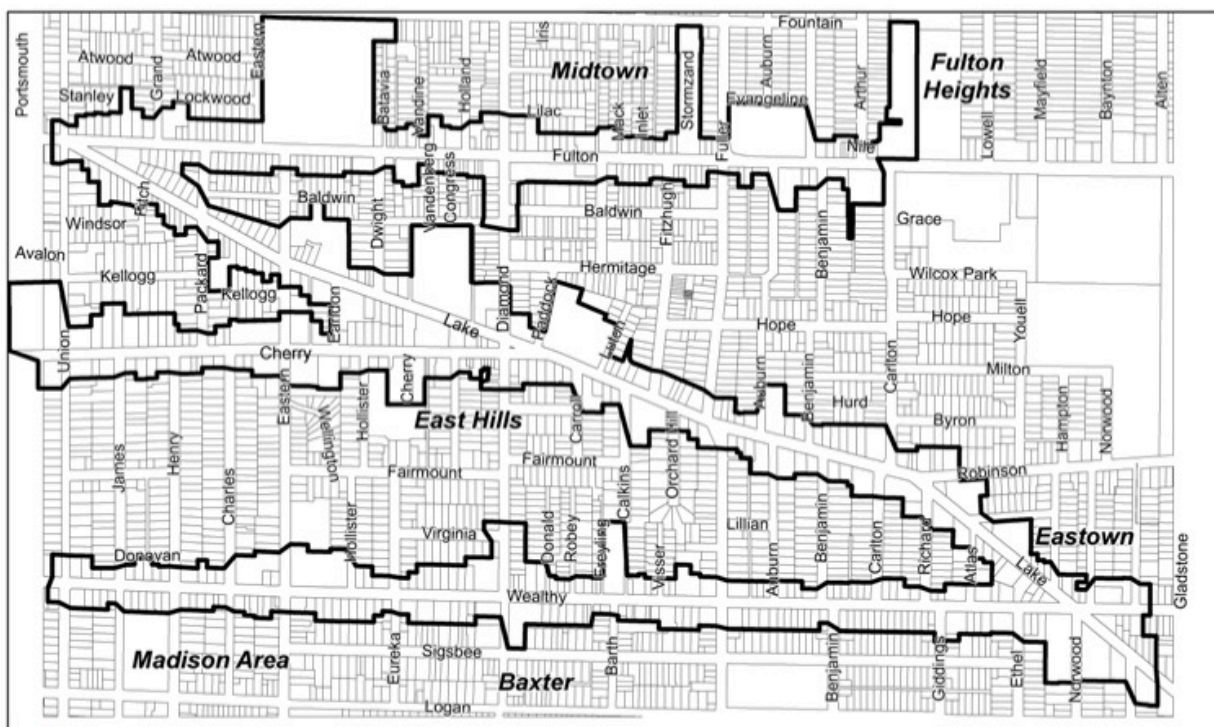 Fountain
Portsmouth
Atwood
Grand
Atwood
Eastern
Iris
Midtown
Auburn
Fulton
Heights
Stanley
Lockwood
Batavia
Vandine
Holland
Lilac
Mack
Inlet
Stormzand
Evangeline
Arthur
Lowell
Mayfield
Baynton
Alten
Fulton
Fuller
Nile
Fitch
Windsor
Baldwin
Dwight
Vandenberg
Congress
Baldwin
Fitzhugh
Benjamin
Grace
Avalon
Kellogg
Packard
Kellogg
Hermitage
Wilcox Park
Union
Earldon
Lake
Diamond
Paddock
Luten
Hope
Hope
Youell
Cherry
Carlton
Milton
Eastern
Wellington
Hollister
Cherry
East Hills
Carroll
Auburn
Benjamin
Hurd
Byron
Hampton
Norwood
James
Henry
Charles
Fairmount
Fairmount
Calkins
Orchard Hill
Robinson
Donovan
Hollister
Virginia
Donald
Robey
Greyling
Visser
Lillian
Auburn
Benjamin
Carlton
Richard
Atlas
Eastown
Lake
Gladstone
Wealthy
Madison Area
Eureka
Sigsbee
Baxter
Barth
Benjamin
Giddings
Ethel
Norwood
Logan